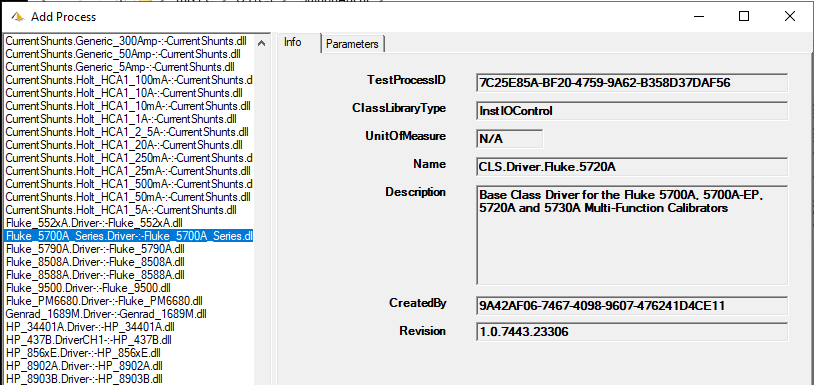 Add Process
CurrentShunts.Generic_300Amp-:-CurrentShunts.dll
CurrentShunts.Generic_50Amp-:-CurrentShunts.dll
CurrentShunts.Generic_5Amp-:-CurrentShunts.dll
CurrentShunts.Holt_HCA1_100mA-:-CurrentShunts.dl
CurrentShunts.Holt_HCA1_10A-:-CurrentShunts.dll
CurrentShunts.Holt_HCA1_10mA-:-CurrentShunts.dll
CurrentShunts.Holt_HCA1_1A-:-CurrentShunts.dll
CurrentShunts.Holt_HCA1_2_5A-:-CurrentShunts.dll
CurrentShunts.Holt_HCA1_20A-:-CurrentShunts.dll
CurrentShunts.Holt_HCA1_250mA-:-CurrentShunts.dl
CurrentShunts.Holt_HCA1_25mA-:-CurrentShunts.dll
CurrentShunts.Holt_HCA1_500mA-:-CurrentShunts.dl
CurrentShunts.Holt_HCA1_50mA-:-CurrentShunts.dll
CurrentShunts.Holt_HCA1_5A-:-CurrentShunts.dll
Fluke_552xA.Driver-:-Fluke_552xA.dll
Fluke_5700A_Series.Driver-:-Fluke_5700A_Series.dl
Fluke_5790A.Driver-:-Fluke_5790A.dll
Fluke_8508A.Driver-:-Fluke_8508A.dll
Fluke_8588A.Driver-:-Fluke_8588A.dll
Fluke_9500.Driver-:-Fluke_9500.dll
Fluke_PM6680.Driver-:-Fluke_PM6680.dll
Genrad_1689M.Driver-:-Genrad_1689M.dll
HP_34401A.Driver-:-HP_34401A.dll
HP_437B.DriverCH1-:-HP_437B.dll
HP_856xE.Driver-:-HP_856xE.dll
HP_8902A.Driver-:-HP_8902A.dll
HP_8903B.Driver-:-HP_8903B.dll
Info
Parameters
TestProcessID
7C25E85A-BF20-4759-9A62-B358D37DAF56
ClassLibraryType
InstIOControl
UnitOfMeasure
N/A
Name
CLS.Driver.Fluke.5720A
Description
Base Class Driver for the Fluke 5700A, 5700A-EP,
5720A and 5730A Multi-Function Calibrators
CreatedBy
9A42AF06-7467-4098-9607-476241D4CE11
Revision
1.0.7443.23306